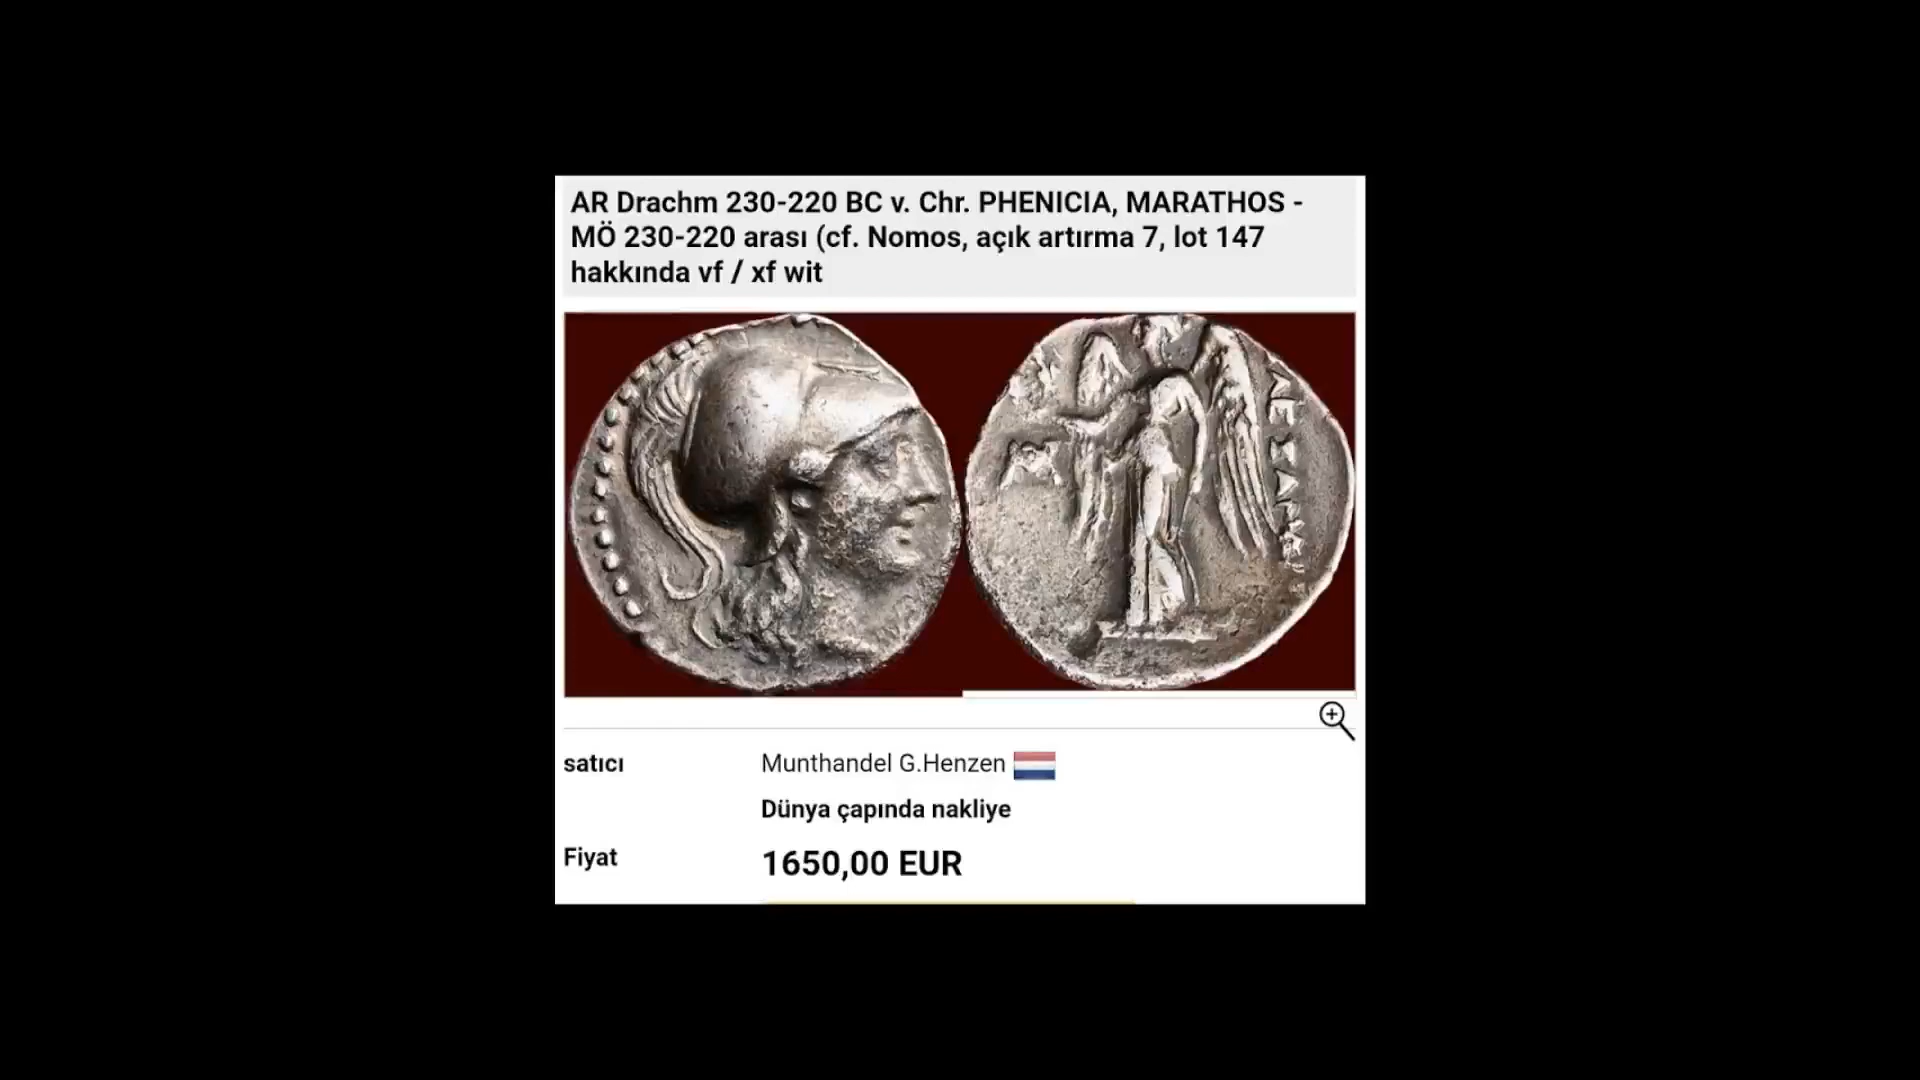 AR Drachm 230-220 BC v. Chr. PHENICIA, MARATHOS -
MÖ 230-220 arası (cf. Nomos, açık artırma 7, lot 147
hakkında vf / xf wit
satıcı
Munthandel G.Henzen
Dünya çapında nakliye
Fiyat
1650,00 EUR